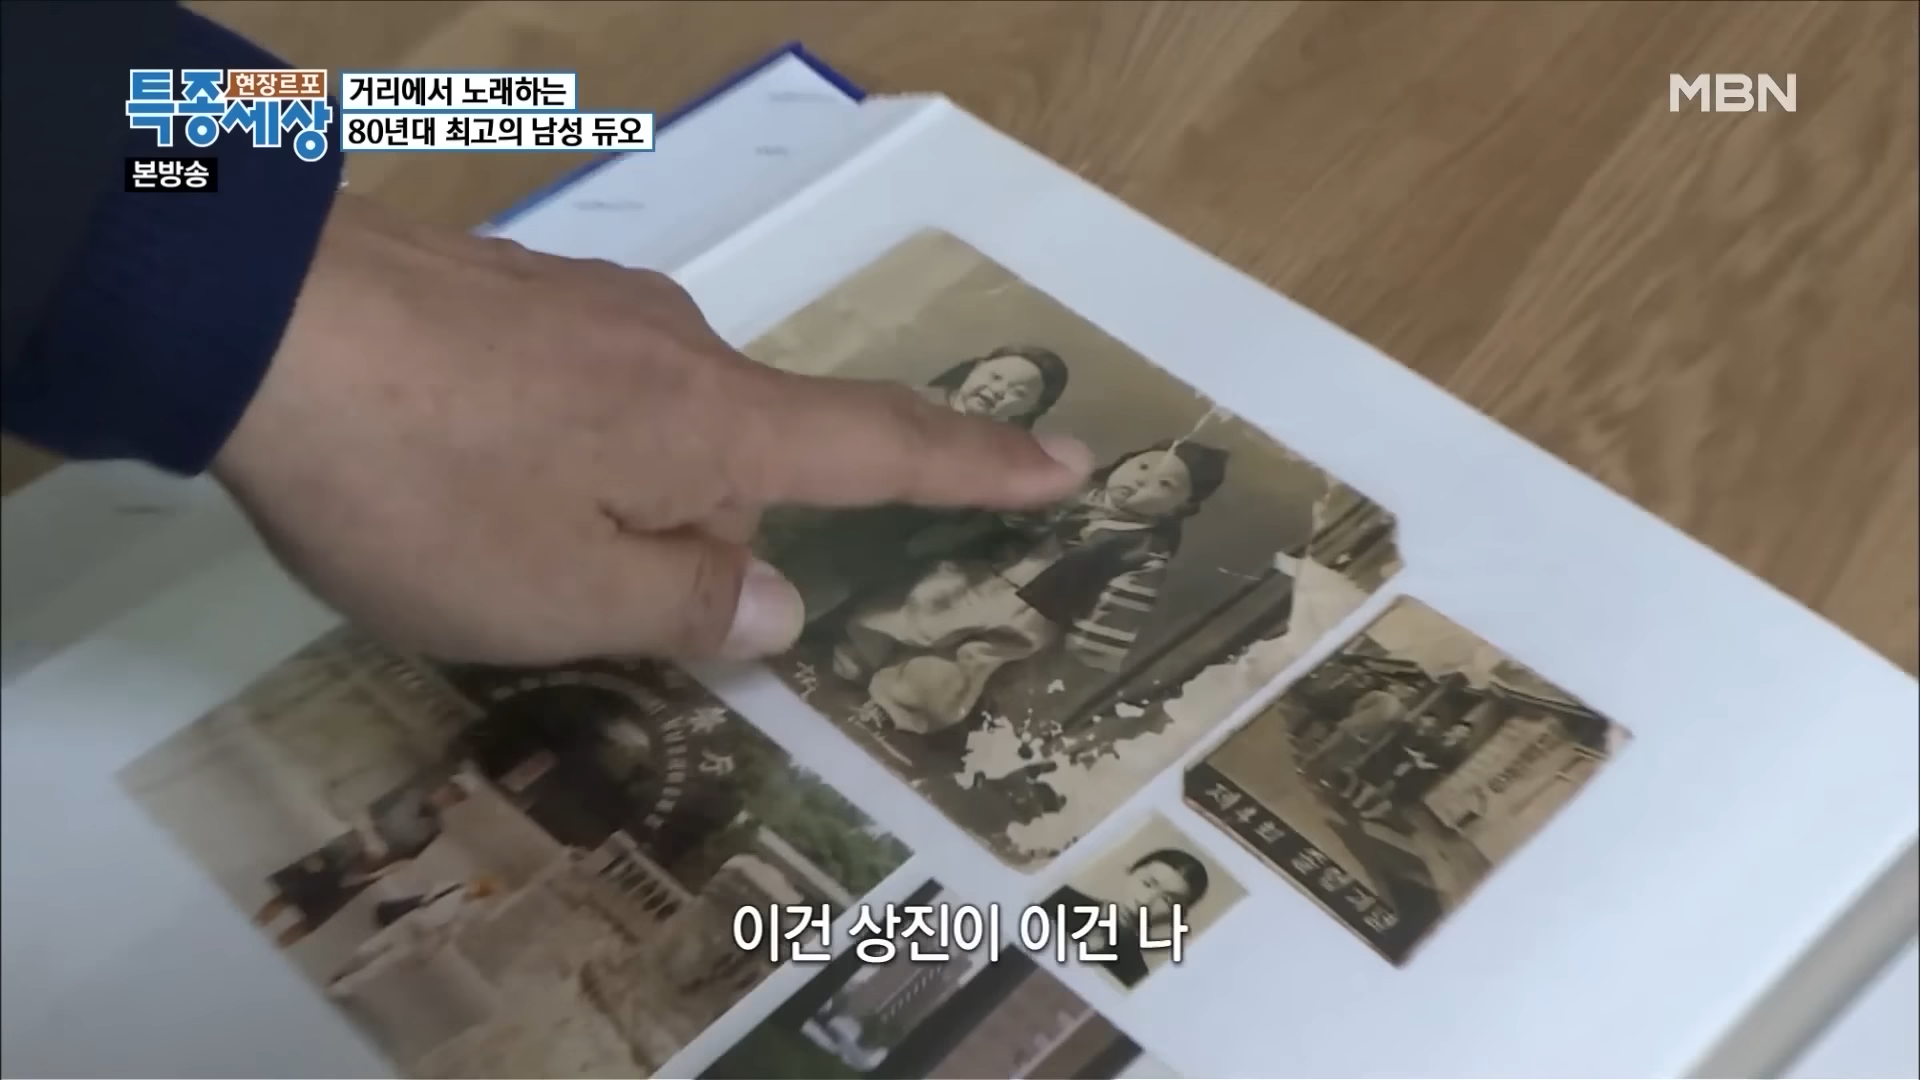 특종세상
현장르포
거리에서 노래하는
80년대 최고의 남성 듀오
본방송
MBN
이건 상진이 이건 나